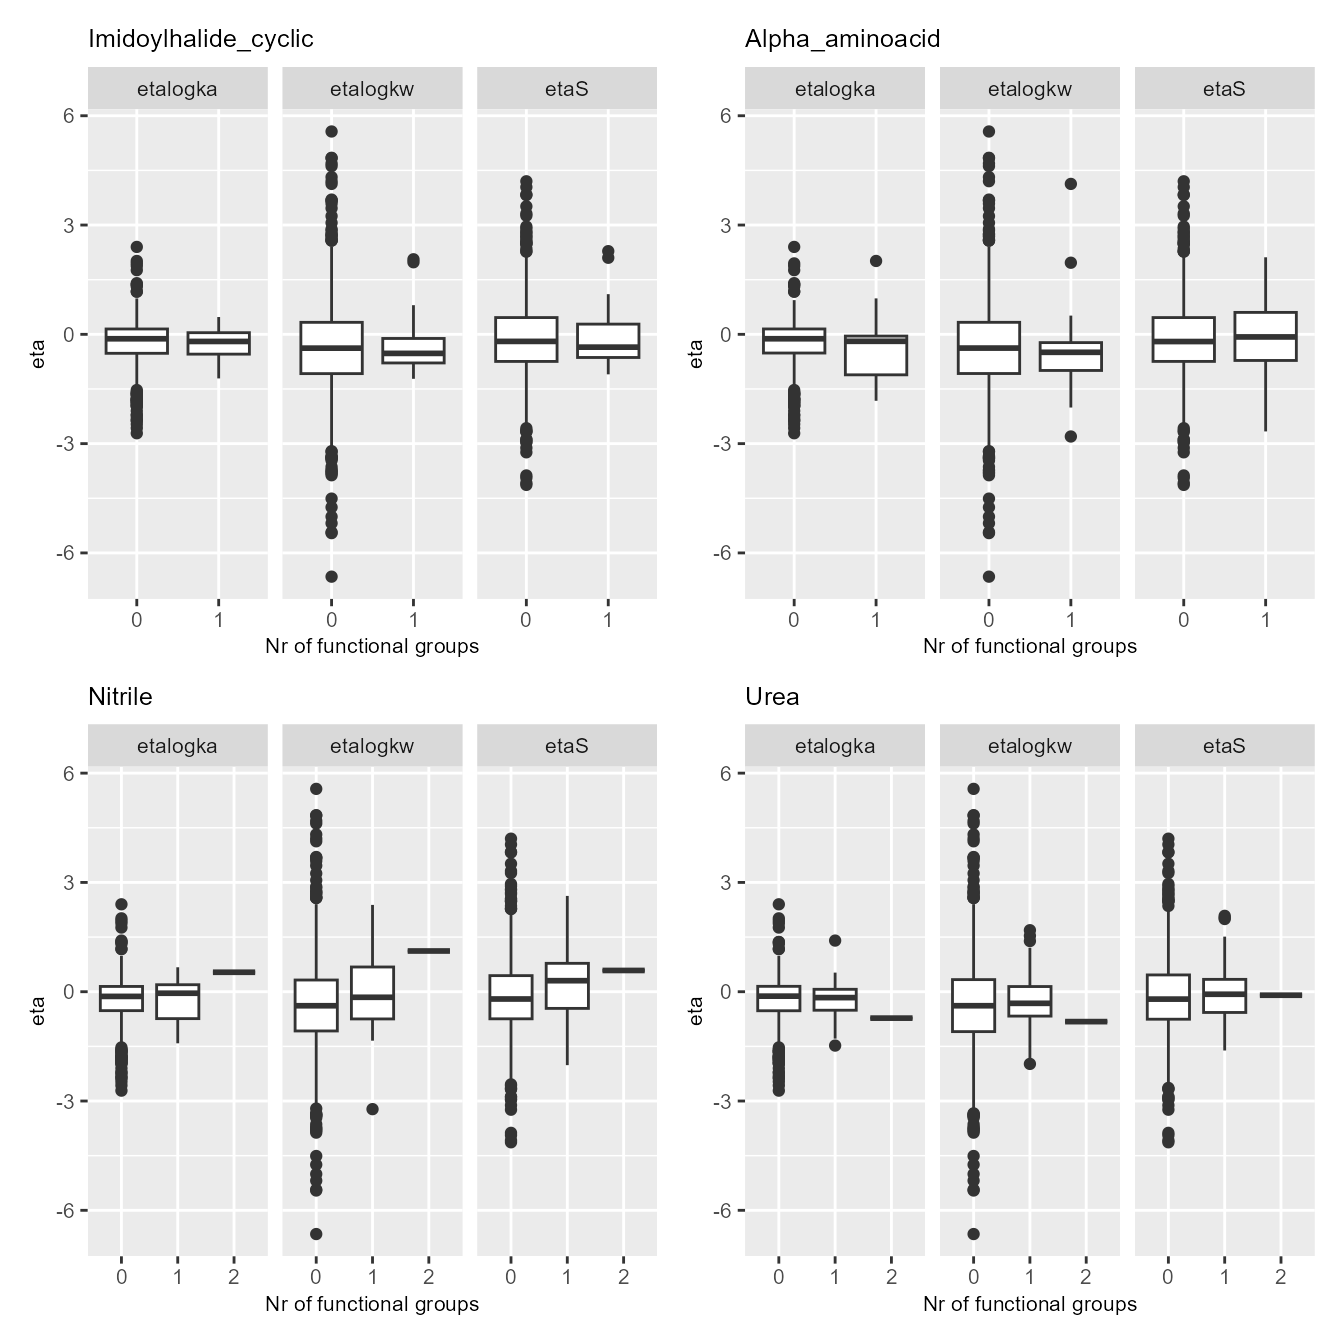 Imidoylhalide_cyclic
etalogka etalogkw etaS
6
3
0
-3
-6
eta
0 1 0 1 0 1
Nr of functional groups
Alpha_aminoacid
etalogka etalogkw etaS
6
3
0
-3
-6
eta
0 1 0 1 0 1
Nr of functional groups
Nitrile
etalogka etalogkw etaS
6
3
0
-3
-6
eta
0 1 2 0 1 2 0 1 2
Nr of functional groups
Urea
etalogka etalogkw etaS
6
3
0
-3
-6
eta
0 1 2 0 1 2 0 1 2
Nr of functional groups